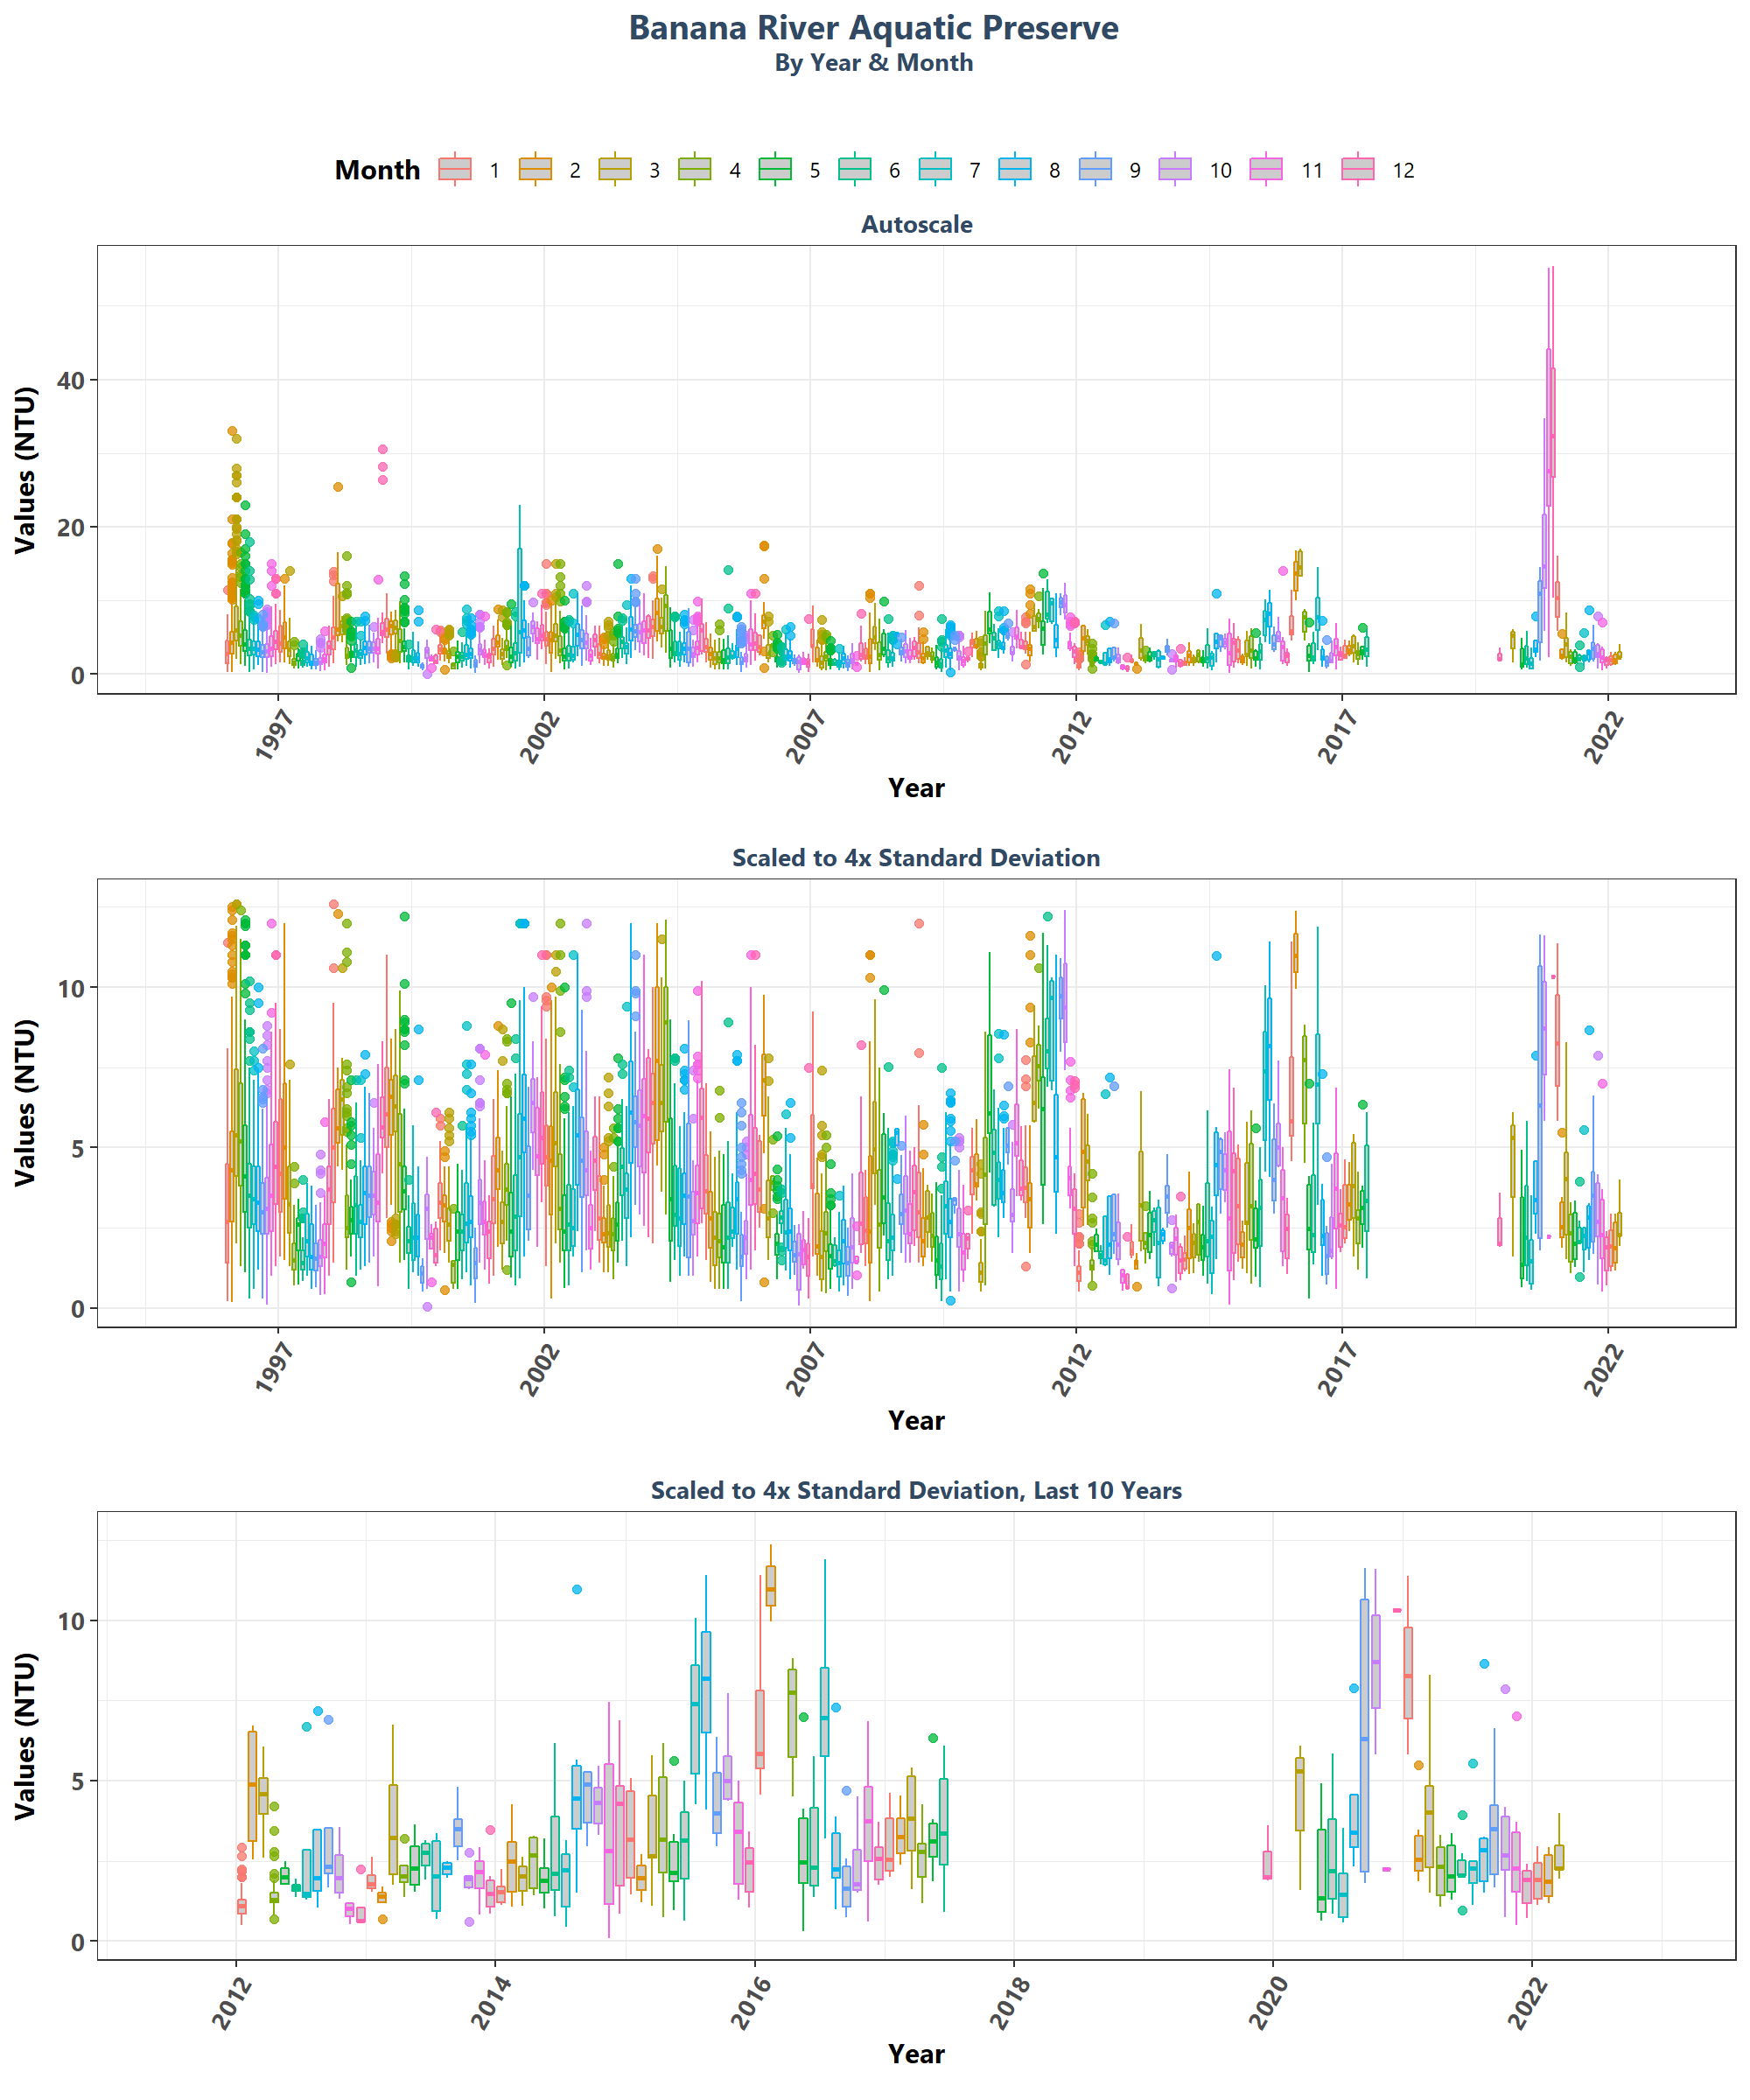 Banana River Aquatic Preserve
By Year & Month
Month 1 2 3 4 5 6 7 8 9 10 11 12
Autoscale
Values (NTU)
40
20
0
1997 2002 2007 2012 2017 2022
Year
Scaled to 4x Standard Deviation
Values (NTU)
10
5
0
1997 2002 2007 2012 2017 2022
Year
Scaled to 4x Standard Deviation, Last 10 Years
Values (NTU)
10
5
0
2012 2014 2016 2018 2020 2022
Year